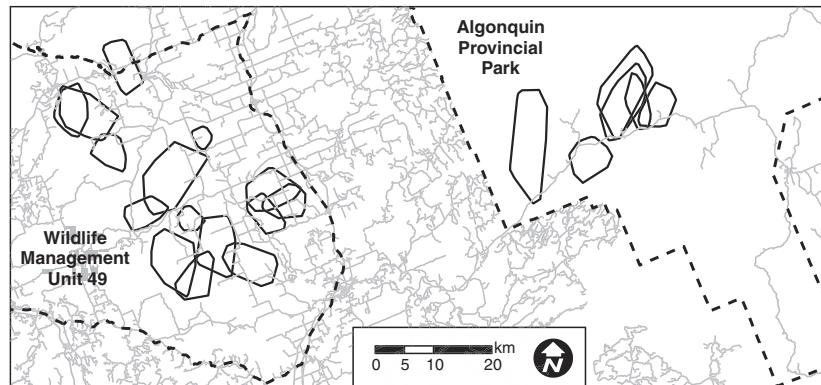 Algonquin
Provincial
Park
Wildlife
Management
Unit 49
km
0 5 10 20
N